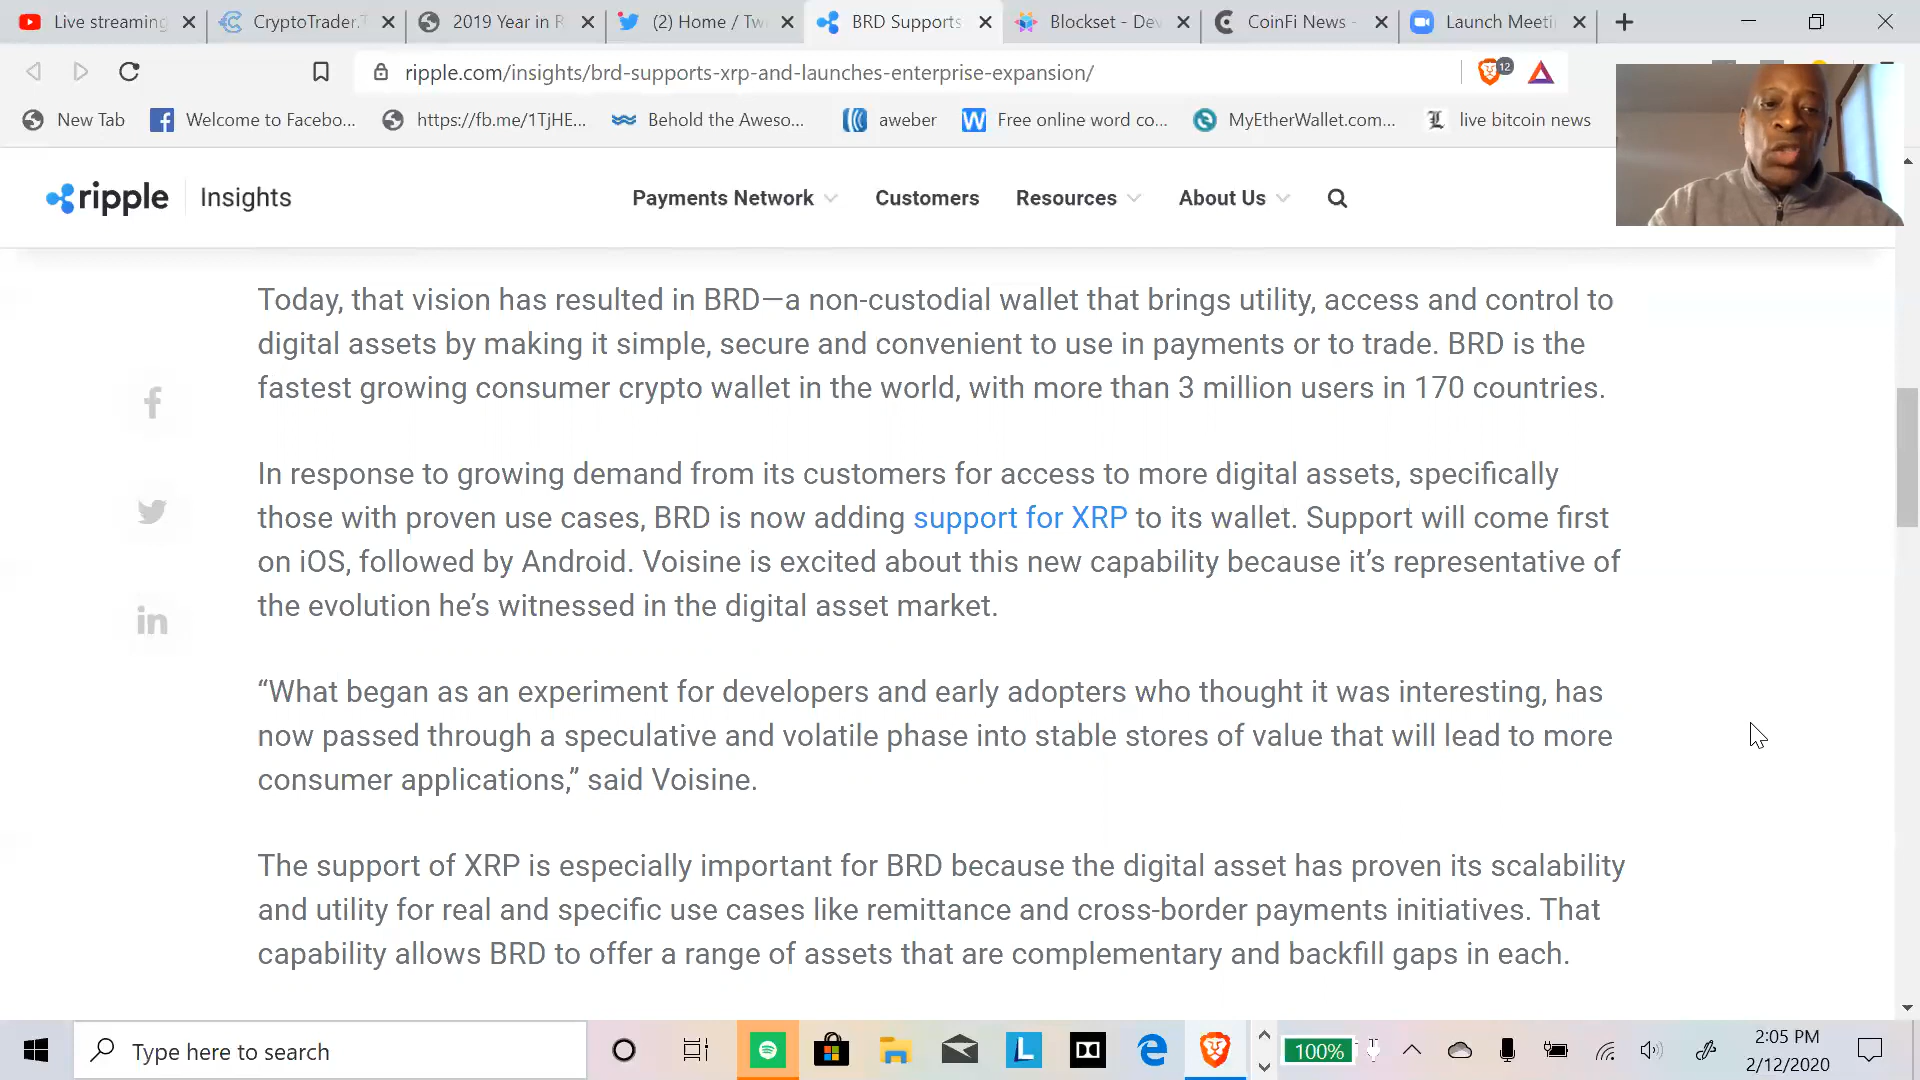 Live streaming
CryptoTrader.T
2019 Year in R
(2) Home / Tw
BRD Supports
Blockset - Dev
CoinFi News -
Launch Meeti
ripple.com/insights/brd-supports-xrp-and-launches-enterprise-expansion/
12
New Tab
Welcome to Facebo...
https://fb.me/1TjHE...
Behold the Aweso...
aweber
Free online word co...
MyEtherWallet.com...
live bitcoin news
ripple
Insights
Payments Network
Customers
Resources
About Us
Today, that vision has resulted in BRD—a non-custodial wallet that brings utility, access and control to
digital assets by making it simple, secure and convenient to use in payments or to trade. BRD is the
fastest growing consumer crypto wallet in the world, with more than 3 million users in 170 countries.
In response to growing demand from its customers for access to more digital assets, specifically
those with proven use cases, BRD is now adding support for XRP to its wallet. Support will come first
on iOS, followed by Android. Voisine is excited about this new capability because it’s representative of
the evolution he’s witnessed in the digital asset market.
“What began as an experiment for developers and early adopters who thought it was interesting, has
now passed through a speculative and volatile phase into stable stores of value that will lead to more
consumer applications,” said Voisine.
The support of XRP is especially important for BRD because the digital asset has proven its scalability
and utility for real and specific use cases like remittance and cross-border payments initiatives. That
capability allows BRD to offer a range of assets that are complementary and backfill gaps in each.
Type here to search
100%
2:05 PM
2/12/2020